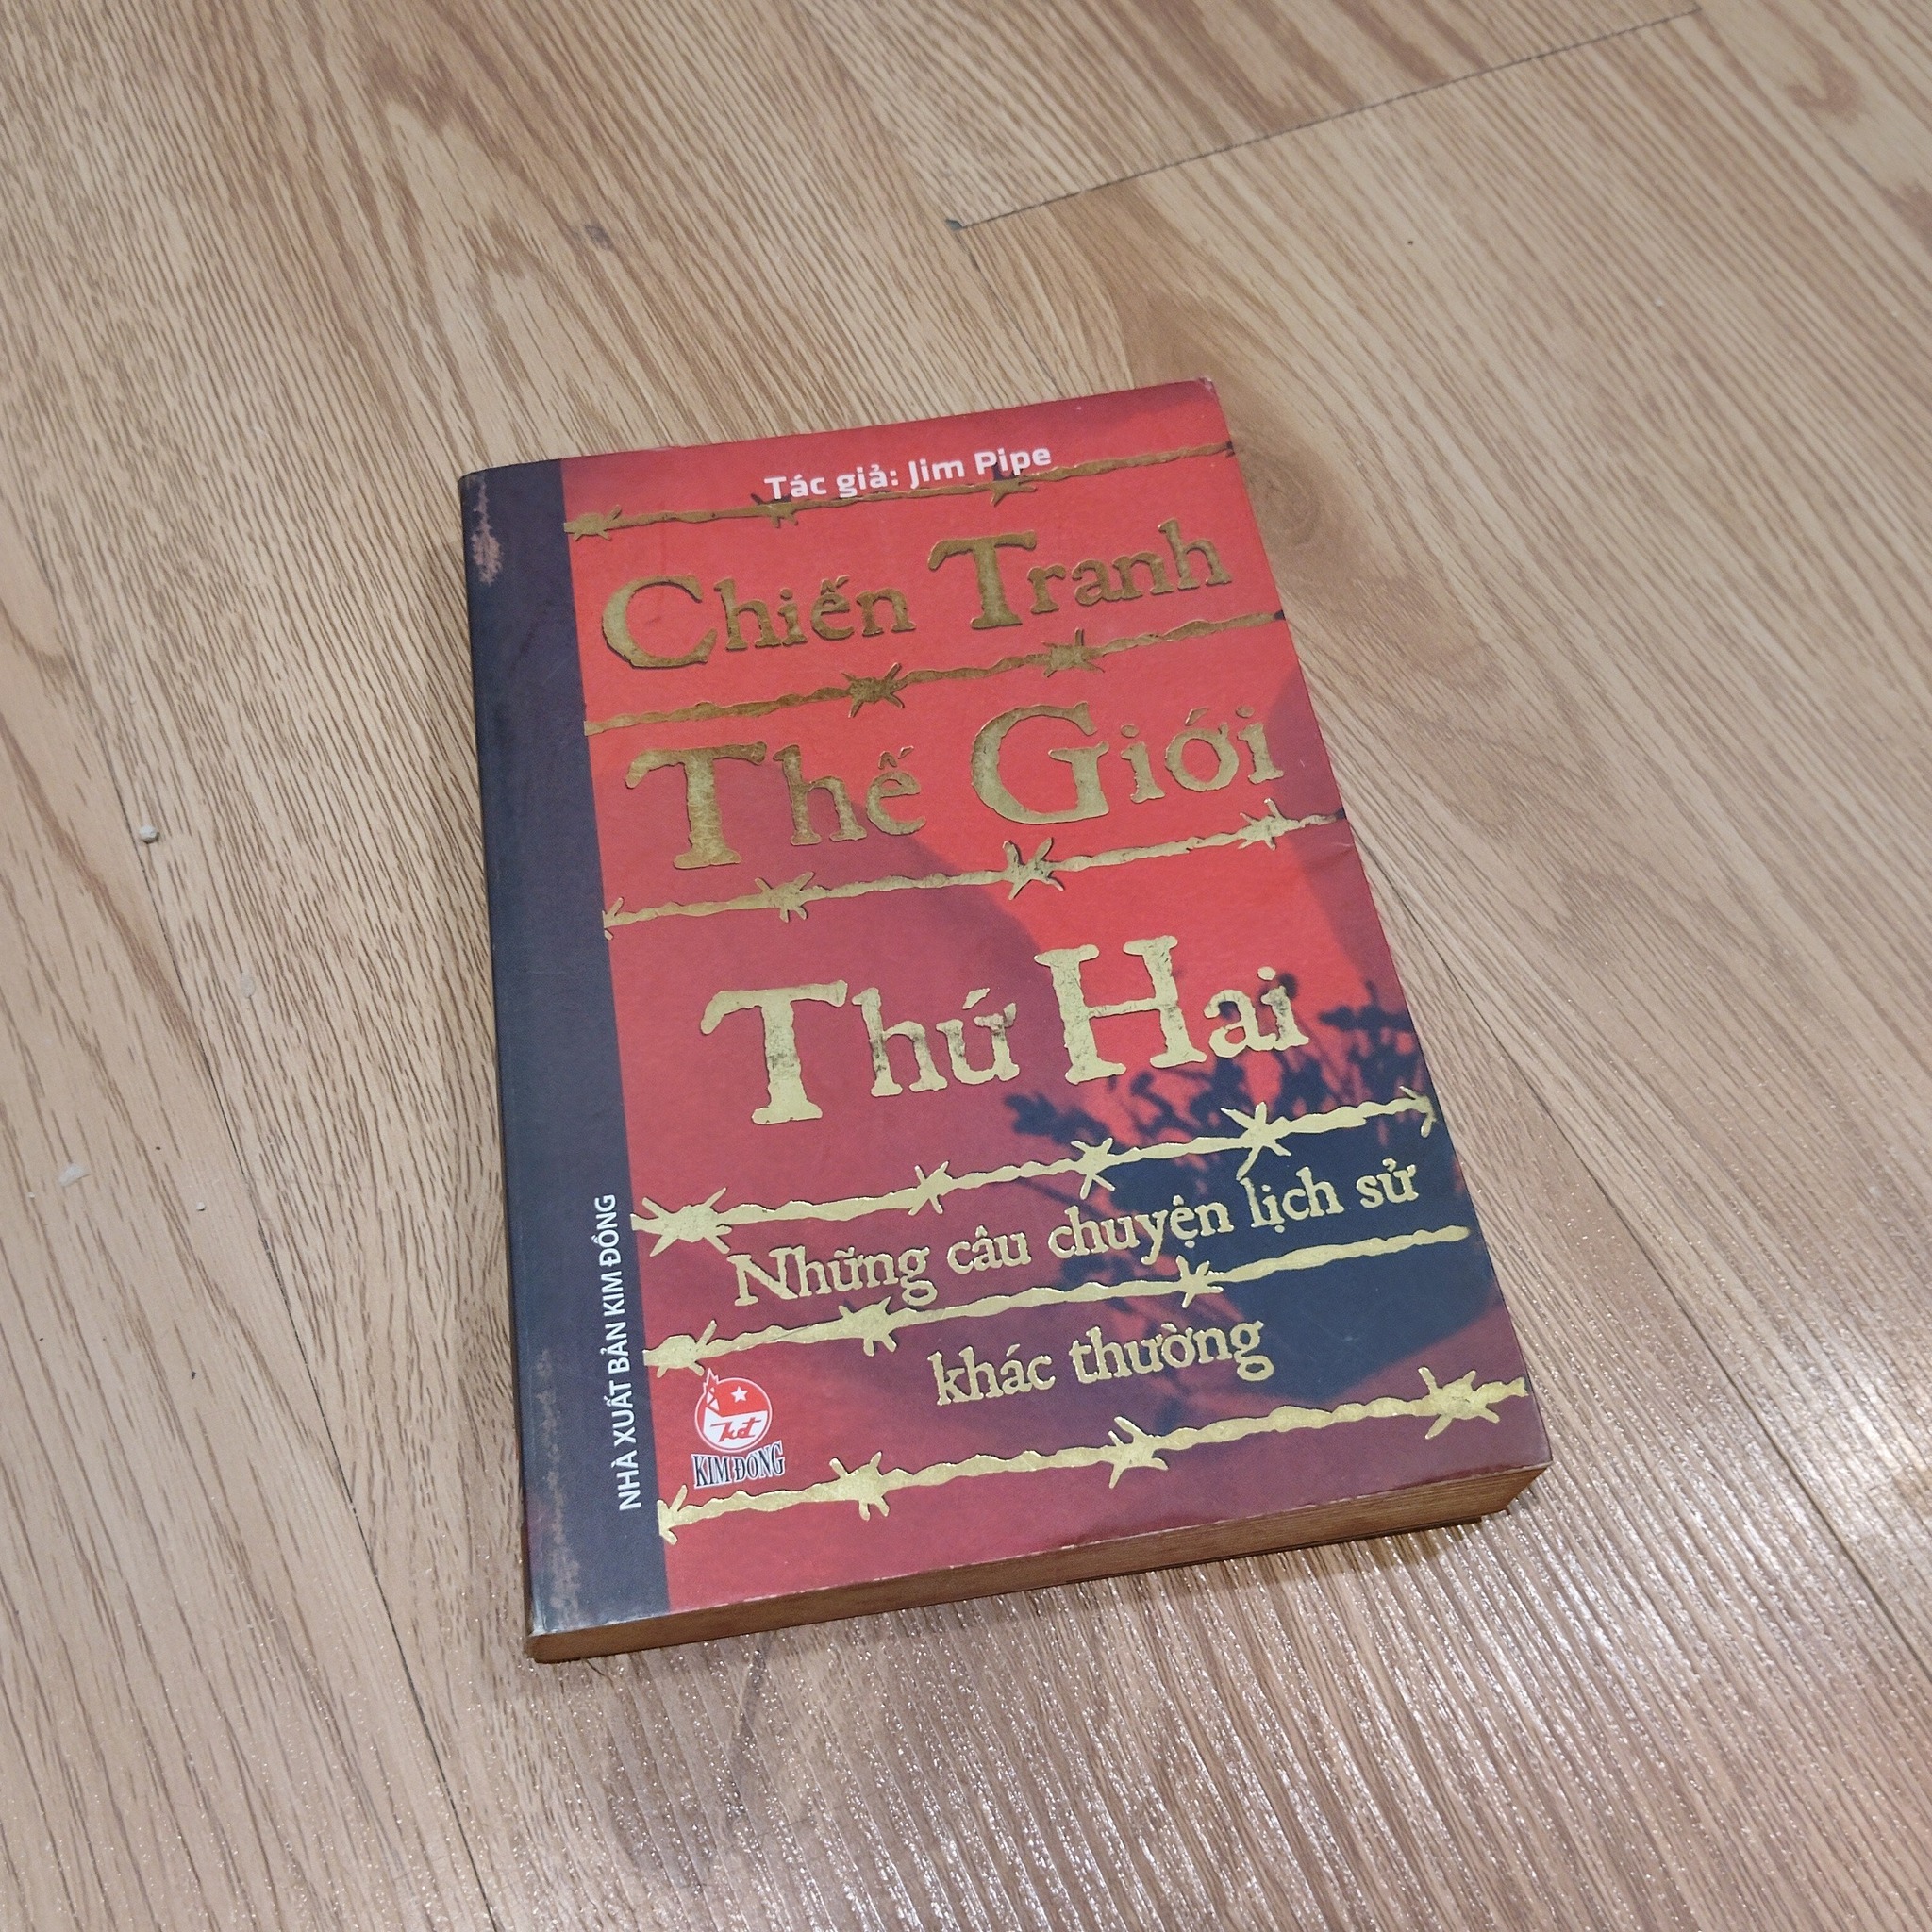 Tác giả: Jim Pipe
Chiến Tranh
Thế Giới
Thứ Hai
Những câu chuyện lịch sử
khác thường
NHÀ XUẤT BẢN KIM ĐỒNG
kđ
KIM ĐỒNG